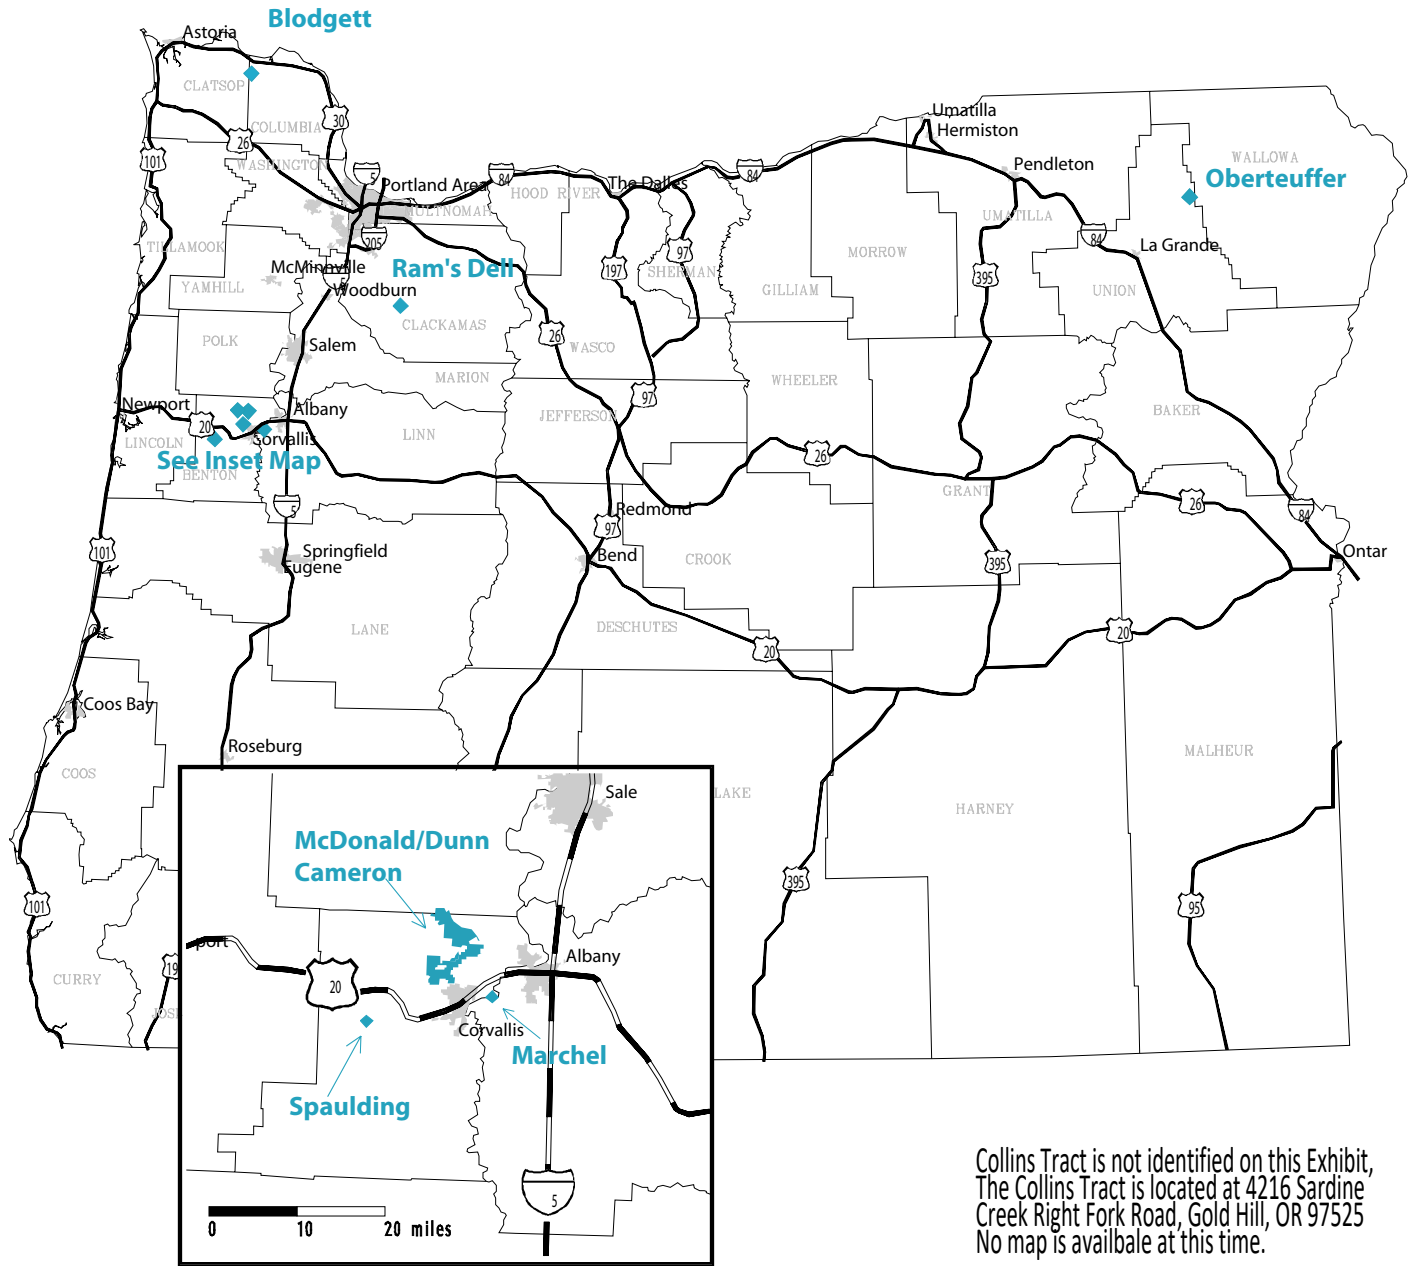 Blodgett
Astoria
CLATSOP
COLUMBIA
30
26
101
WASHINGTON
5
Portland Area
84
HOOD RIVER
The Dalles
84
Umatilla
Hermiston
Pendleton
WALLOWA
Oberteuffer
MULTNOMAH
205
UMATILLA
84
La Grande
TILLAMOOK
McMinnville
Ram's Dell
197
97
SHERMAN
MORROW
395
YAMHILL
5
Woodburn
GILLIAM
UNION
CLACKAMAS
POLK
Salem
26
WASCO
MARION
WHEELER
97
Newport
Albany
JEFFERSON
BAKER
20
Corvallis
LINN
LINCOLN
See Inset Map
BENTON
26
GRANT
26
84
5
Redmond
97
Bend
CROOK
101
Springfield
Eugene
395
Ontar
LANE
DESCHUTES
20
20
Coos Bay
Roseburg
MALHEUR
COOS
LAKE
HARNEY
Sale
McDonald/Dunn
Cameron
395
101
95
port
Albany
19
CURRY
20
JOSE
Corvallis
Marchel
Spaulding
5
0 10 20 miles
Collins Tract is not identified on this Exhibit,
The Collins Tract is located at 4216 Sardine
Creek Right Fork Road, Gold Hill, OR 97525
No map is availbale at this time.